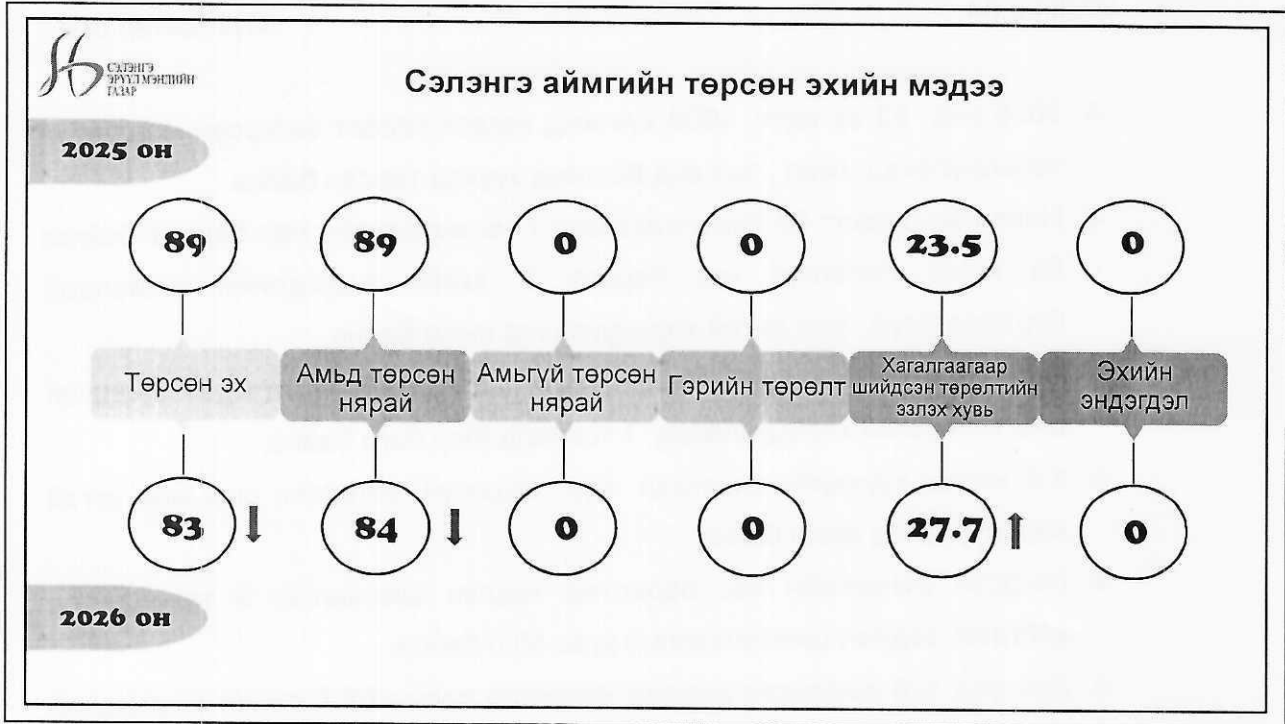 СЭЛЭНГЭ
ЭРҮҮЛ МЭНДИЙН
ГАЗАР
Сэлэнгэ аймгийн төрсөн эхийн мэдээ
2025 он
89 89 0 0 23.5 0
Төрсөн эх
Амьд төрсөн
нярай
Амьгүй төрсөн
нярай
Гэрийн төрөлт
Хагалгаагаар
шийдсэн төрөлтийн
эзлэх хувь
Эхийн
эндэгдэл
83 84 0 0 27.7 0
2026 он